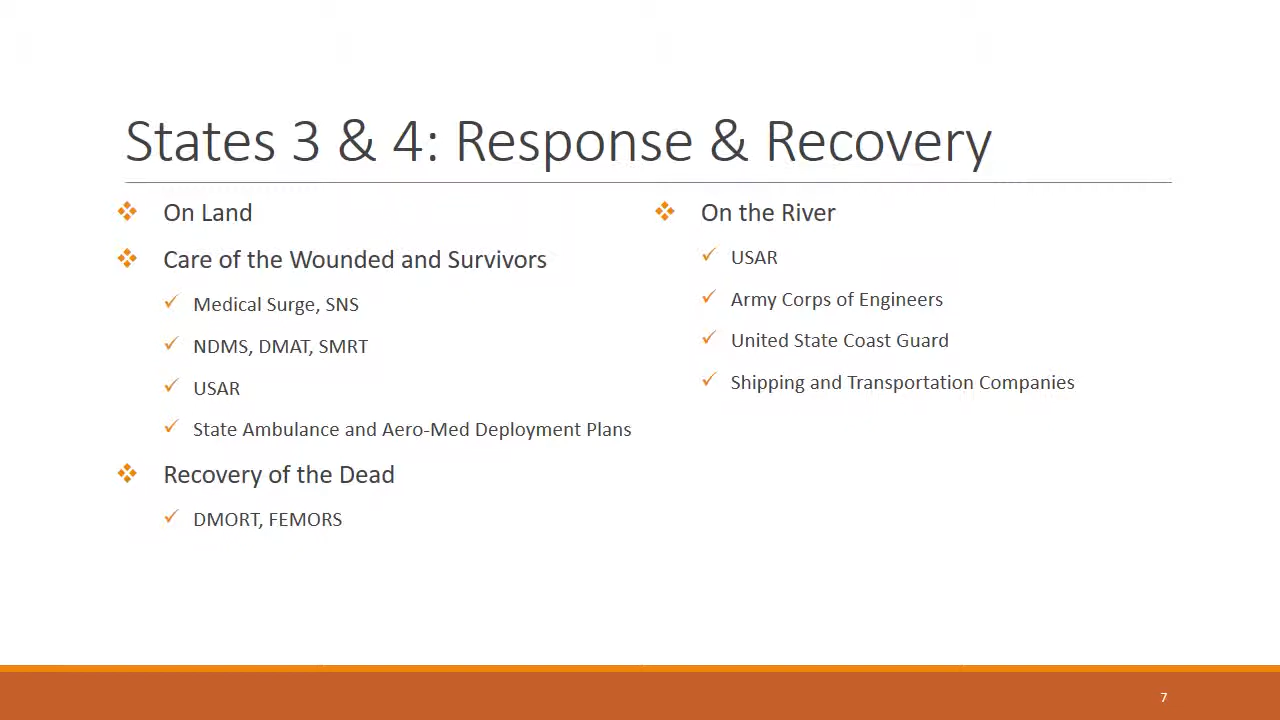 States 3 & 4: Response & Recovery
On Land
Care of the Wounded and Survivors
Medical Surge, SNS
NDMS, DMAT, SMRT
USAR
State Ambulance and Aero-Med Deployment Plans
Recovery of the Dead
DMORT, FEMORS
On the River
USAR
Army Corps of Engineers
United State Coast Guard
Shipping and Transportation Companies
7